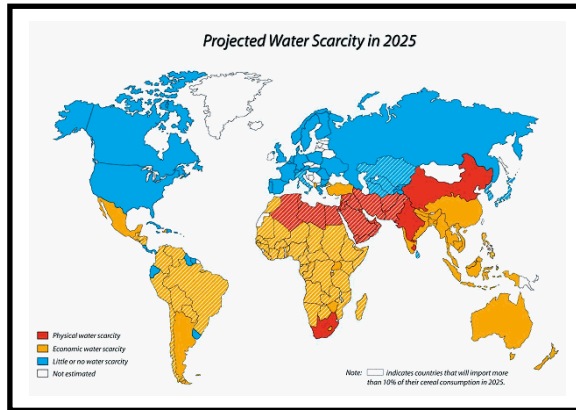 Projected Water Scarcity in 2025
Physical water scarcity
Economic water scarcity
Little or no water scarcity
Not estimated
Note: indicates countries that will import more
than 10% of their cereal consumption in 2025.